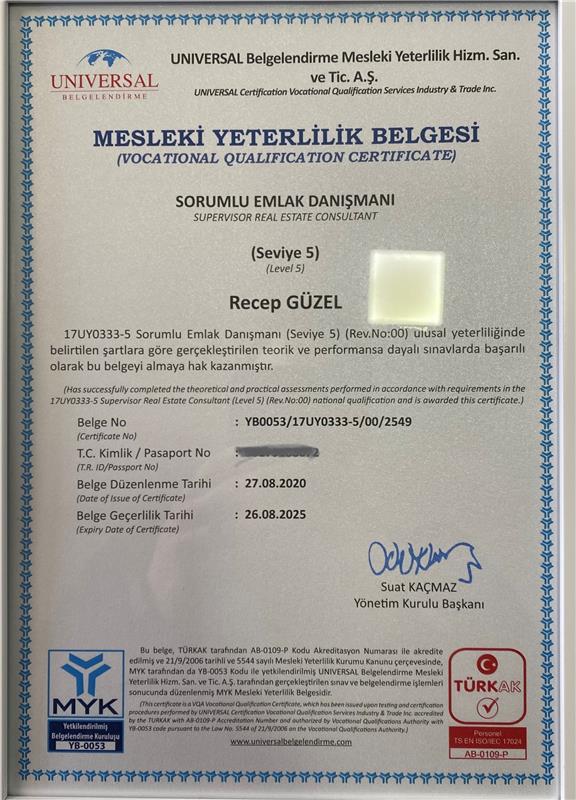 UNIVERSAL
BELGELENDİRME
UNIVERSAL Belgelendirme Mesleki Yeterlilik Hizm. San.
ve Tic. A.Ş.
UNIVERSAL Certification Vocational Qualification Services Industry & Trade Inc.
MESLEKİ YETERLİLİK BELGESİ
(VOCATIONAL QUALIFICATION CERTIFICATE)
SORUMLU EMLAK DANIŞMANI
SUPERVISOR REAL ESTATE CONSULTANT
(Seviye 5)
(Level 5)
Recep GÜZEL
17UY0333-5 Sorumlu Emlak Danışmanı (Seviye 5) (Rev.No:00) ulusal yeterliliğinde
belirtilen şartlara göre gerçekleştirilen teorik ve performansa dayalı sınavlarda başarılı
olarak bu belgeyi almaya hak kazanmıştır.
(Has successfully completed the theoretical and practical assessments performed in accordance with requirements in the
17UY0333-5 Supervisor Real Estate Consultant (Level 5) (Rev.No:00) national qualification and is awarded this certificate.)
Belge No : YB0053/17UY0333-5/00/2549
(Certificate No)
T.C. Kimlik / Pasaport No :
(T.R. ID/Passport No)
Belge Düzenlenme Tarihi : 27.08.2020
(Date of Issue of Certificate)
Belge Geçerlilik Tarihi : 26.08.2025
(Expiry Date of Certificate)
Suat KAÇMAZ
Yönetim Kurulu Başkanı
MYK
Yetkilendirilmiş
Belgelendirme Kuruluşu
YB-0053
Bu belge, TÜRKAK tarafından AB-0109-P Kodu Akreditasyon Numarası ile akredite
edilmiş ve 21/9/2006 tarihli ve 5544 sayılı Mesleki Yeterlilik Kurumu Kanunu çerçevesinde,
MYK tarafından da YB-0053 Kodu ile yetkilendirilmiş UNIVERSAL Belgelendirme Mesleki
Yeterlilik Hizm. San. ve Tic. A.Ş. tarafından gerçekleştirilen sınav ve belgelendirme işlemleri
sonucunda düzenlenmiş MYK Mesleki Yeterlilik Belgesidir.
(This certificate is a VQA Vocational Qualification Certificate, which has been issued upon testing and certification
procedures performed by UNIVERSAL Certification Vocational Qualification Services Industry & Trade Inc. accredited
by the TURKAK with AB-0109-P Accreditation Number and authorized by Vocational Qualifications Authority with
YB-0053 code pursuant to the Law No. 5544 of 21/9/2006 on the Vocational Qualifications Authority.)
www.universalbelgelendirme.com
TÜRKAK
Personel
TS EN ISO/IEC 17024
AB-0109-P